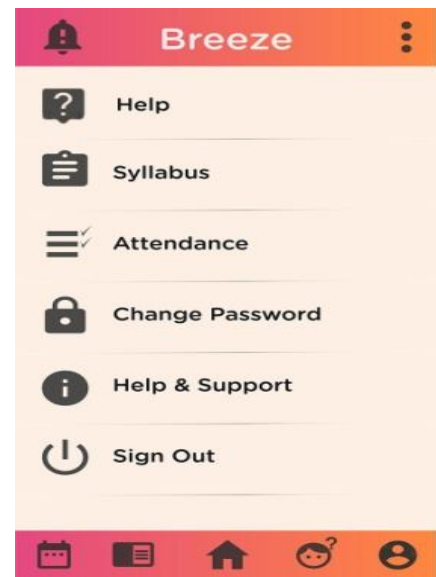 Breeze
Help
Syllabus
Attendance
Change Password
Help & Support
Sign Out